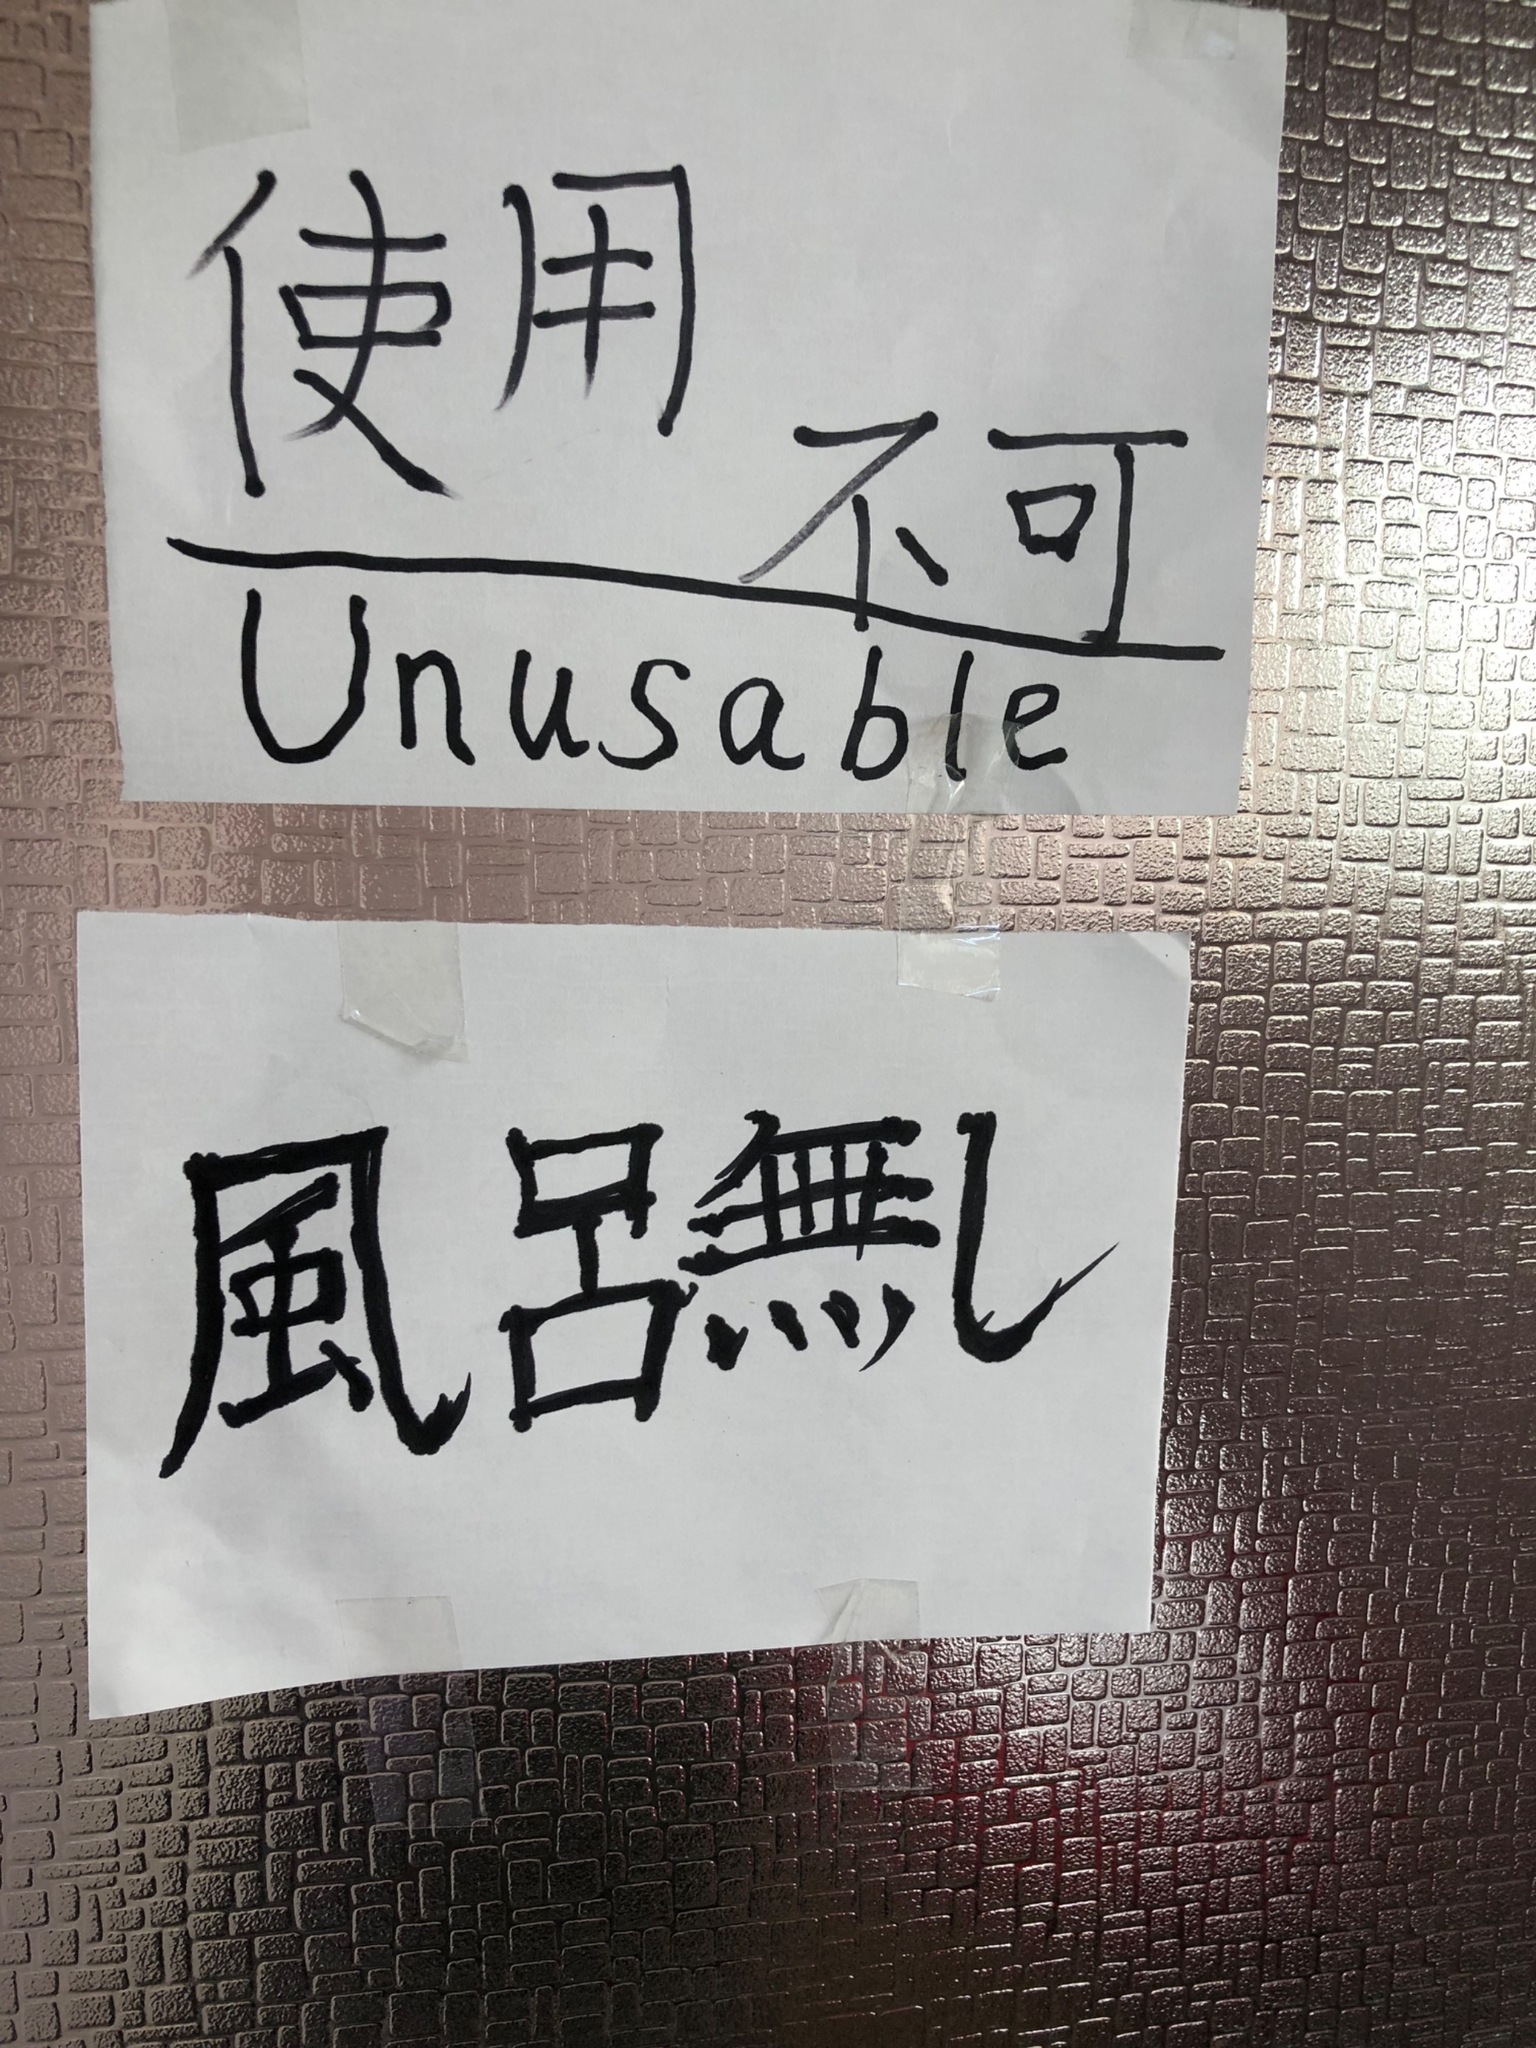 使用
不可
Unusable
風呂無し